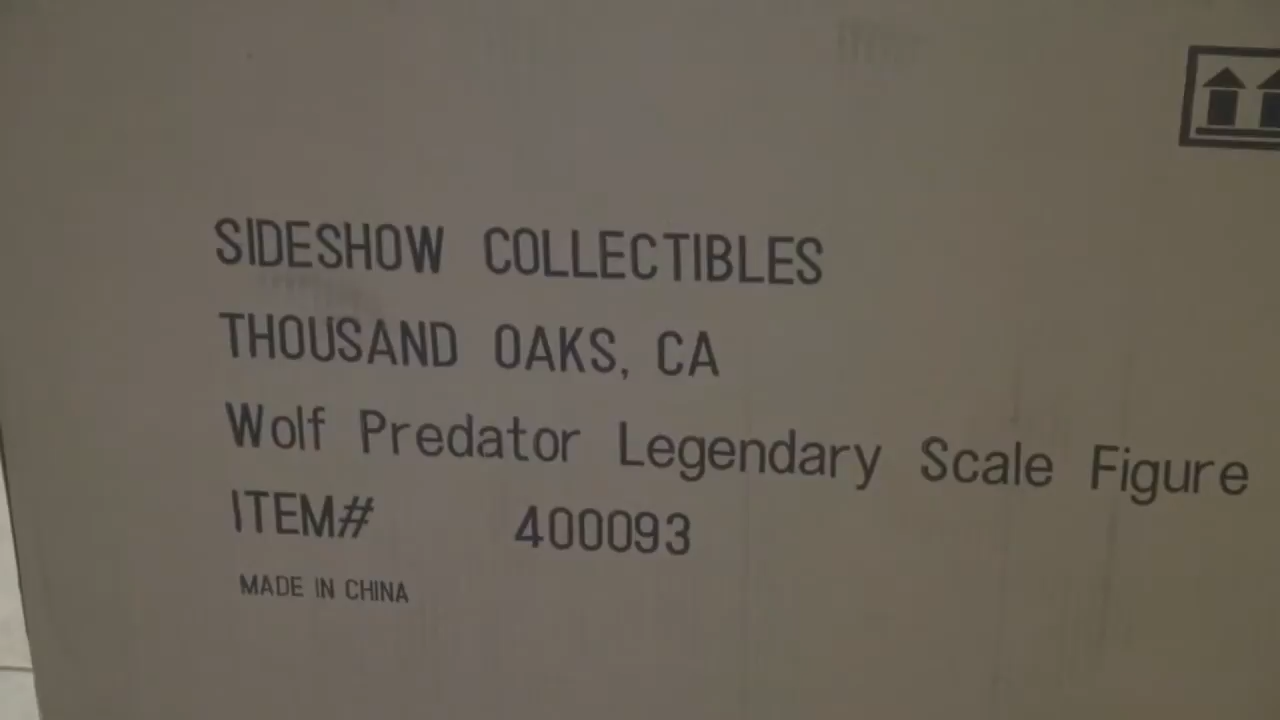 SIDESHOW COLLECTIBLES
THOUSAND OAKS, CA
Wolf Predator Legendary Scale Figure
ITEM# 400093
MADE IN CHINA